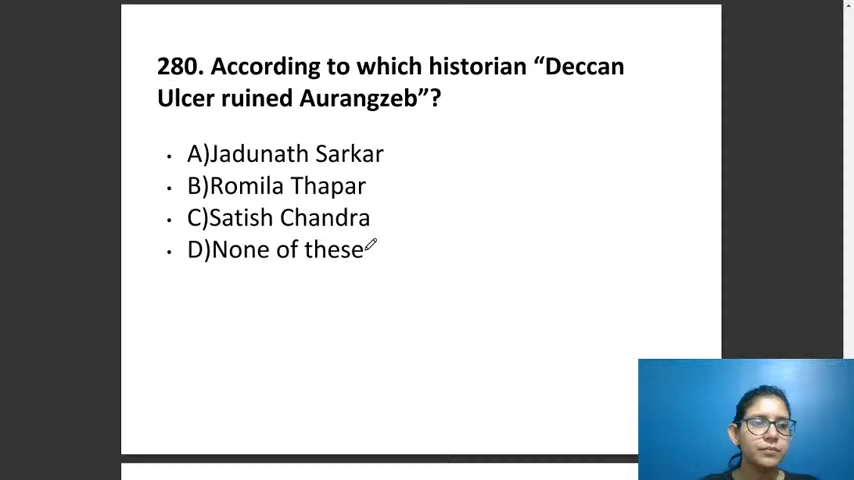 280. According to which historian “Deccan
Ulcer ruined Aurangzeb”?
• A)Jadunath Sarkar
• B)Romila Thapar
• C)Satish Chandra
• D)None of these